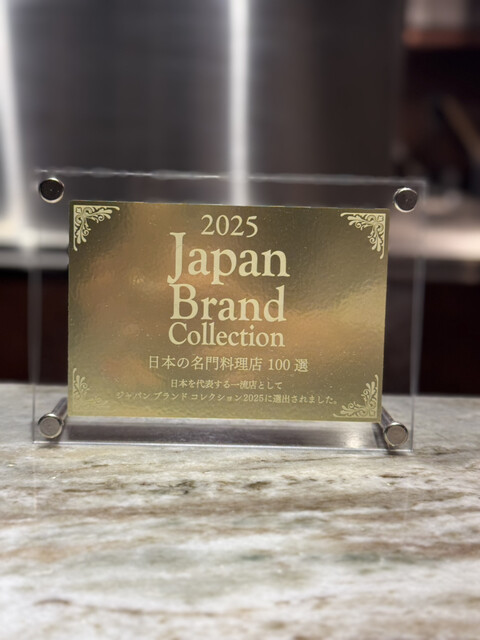 2025
Japan
Brand
Collection
日本の名門料理店 100 選
日本を代表する一流店として
ジャパン ブランド コレクション2025に選出されました。